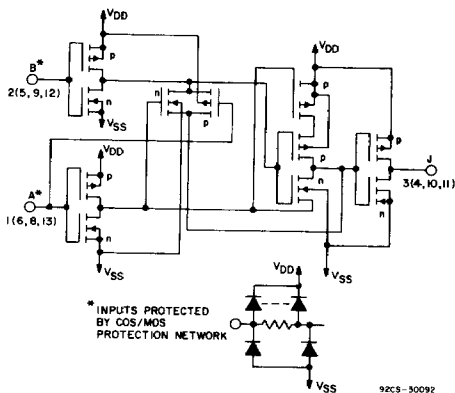 VDD
VDD
VDD
B*
p
p
2(5, 9,12)
n
n
p
p
J
VSS
VDD
p
3(4, 10,11)
A*
p
n
n
1(6, 8,13)
n
VSS
VSS
VDD
* INPUTS PROTECTED
BY COS/MOS
PROTECTION NETWORK
VSS
92CS-30092